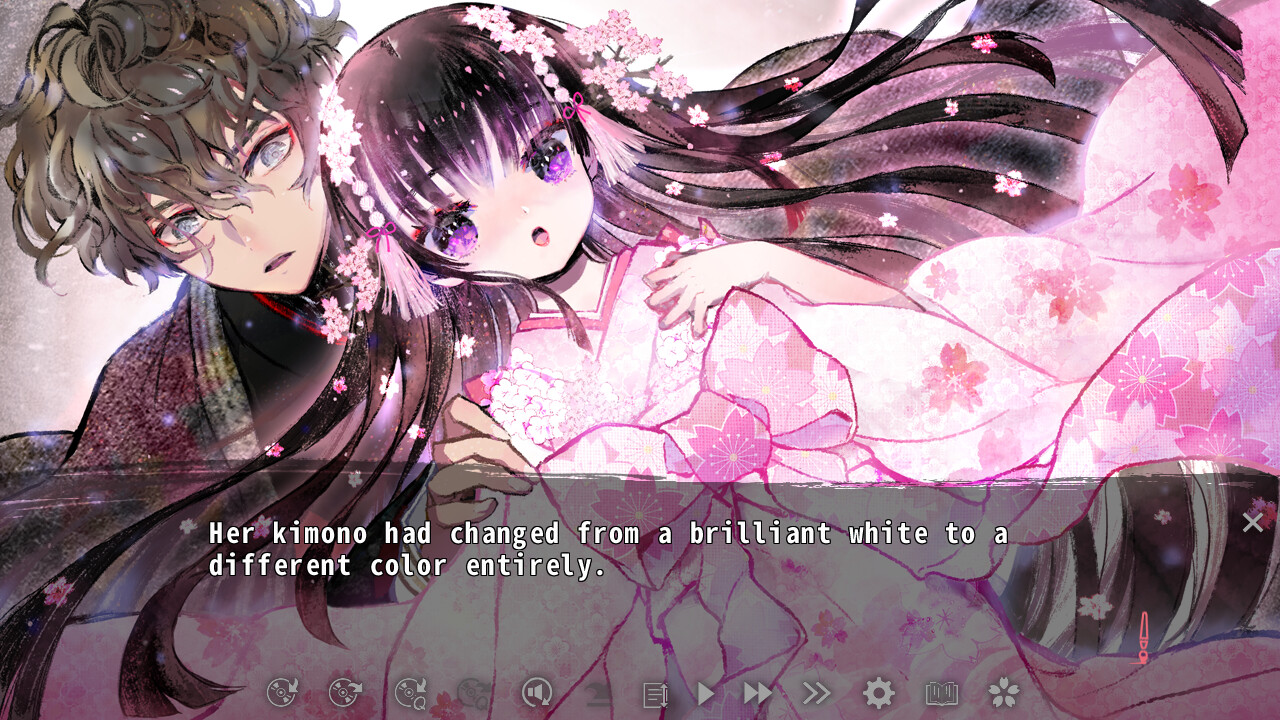 Her kimono had changed from a brilliant white to a
different color entirely.